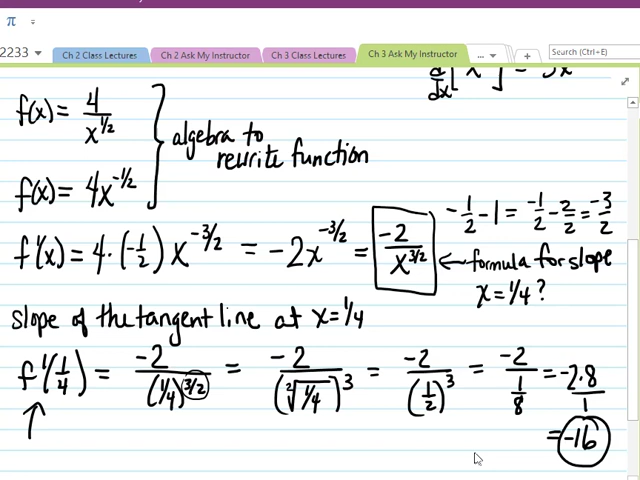 π
2233
Ch 2 Class Lectures
Ch 2 Ask My Instructor
Ch 3 Class Lectures
Ch 3 Ask My Instructor
...
+
Search (Ctrl+E)
f(x) = 4/x^(1/2)
f(x) = 4x^(-1/2)
algebra to
rewrite function
-1/2 - 1 = -1/2 - 2/2 = -3/2
f'(x) = 4·(-1/2) x^(-3/2) = -2x^(-3/2) = -2/x^(3/2)
← formula for slope
x = 1/4 ?
slope of the tangent line at x = 1/4
f'(1/4) = -2/(1/4)^(3/2) = -2/(²√1/4)^3 = -2/(1/2)^3 = -2/(1/8) = -2·8/1
= -16